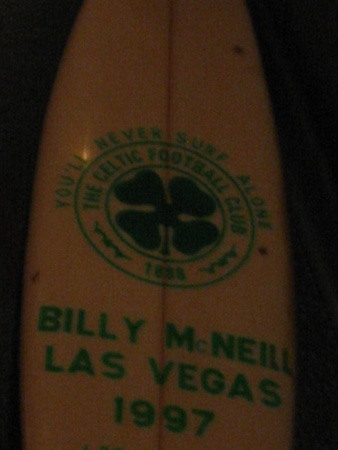 YOU'LL NEVER SURF ALONE
THE CELTIC FOOTBALL CLUB
1888
BILLY McNEILL
LAS VEGAS
1997